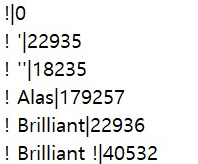 !|0
! '|22935
! ''|18235
! Alas|179257
! Brilliant|22936
! Brilliant !|40532